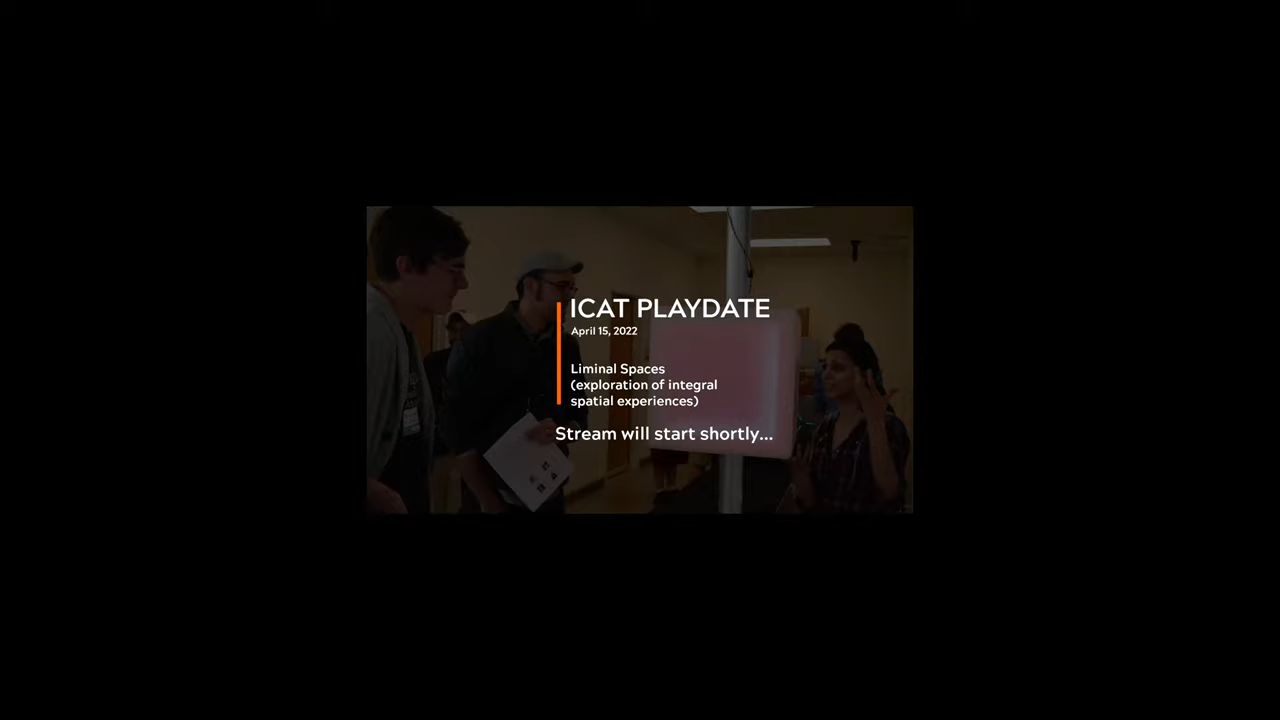 ICAT PLAYDATE
April 15, 2022
Liminal Spaces
(exploration of integral
spatial experiences)
Stream will start shortly...